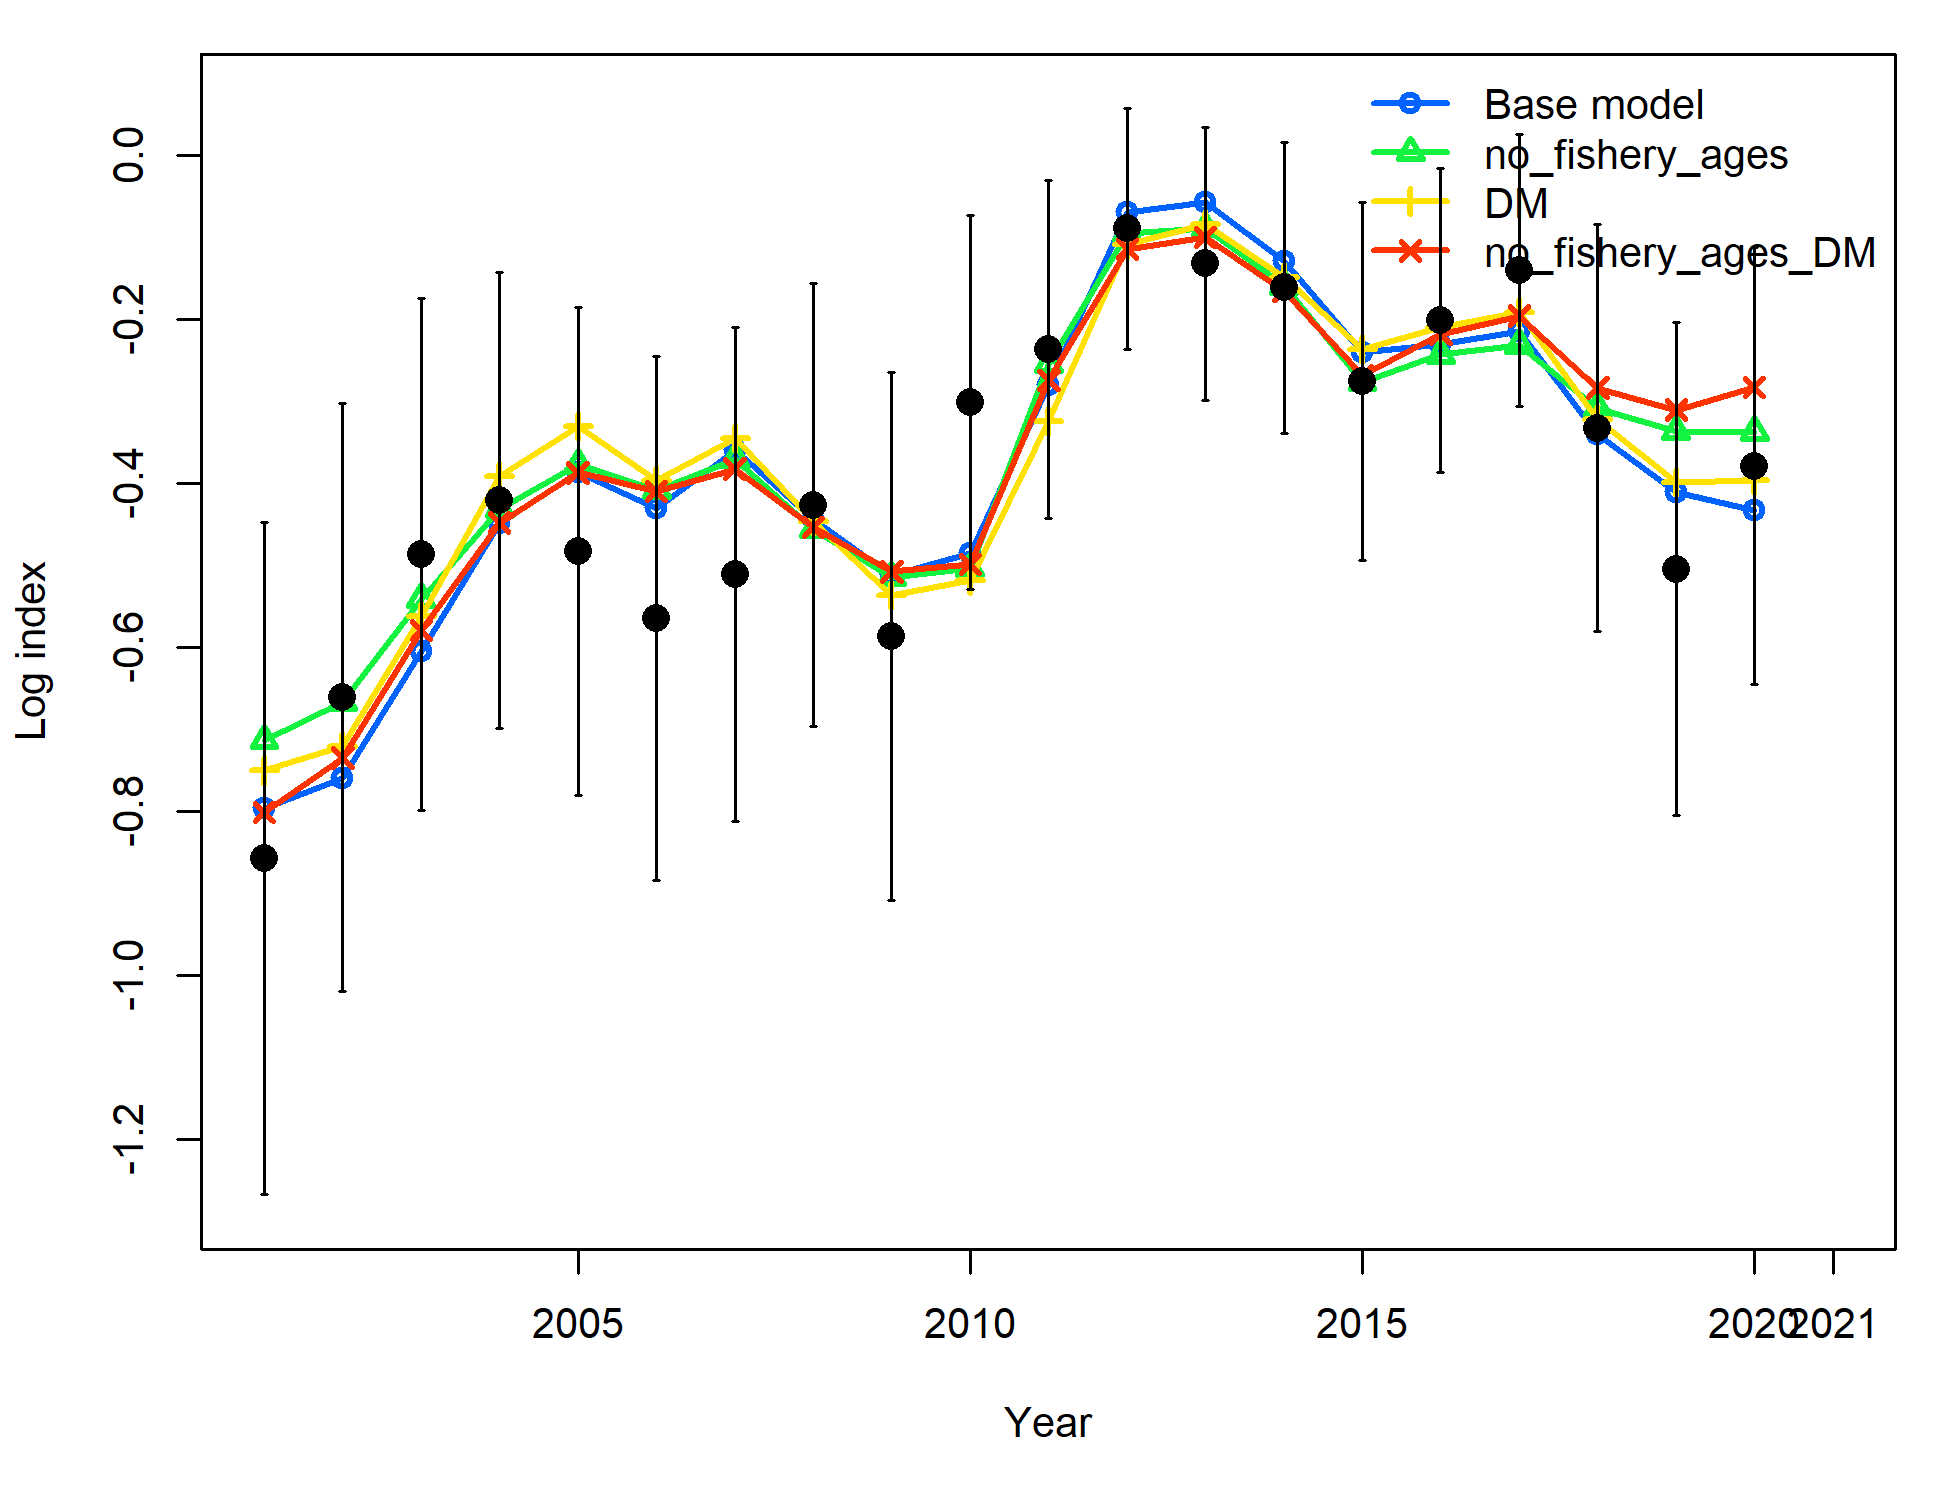 Base model
no_fishery_ages
DM
no_fishery_ages_DM
0.0
-0.2
-0.4
-0.6
-0.8
-1.0
-1.2
Log index
2005 2010 2015 2020 2021
Year